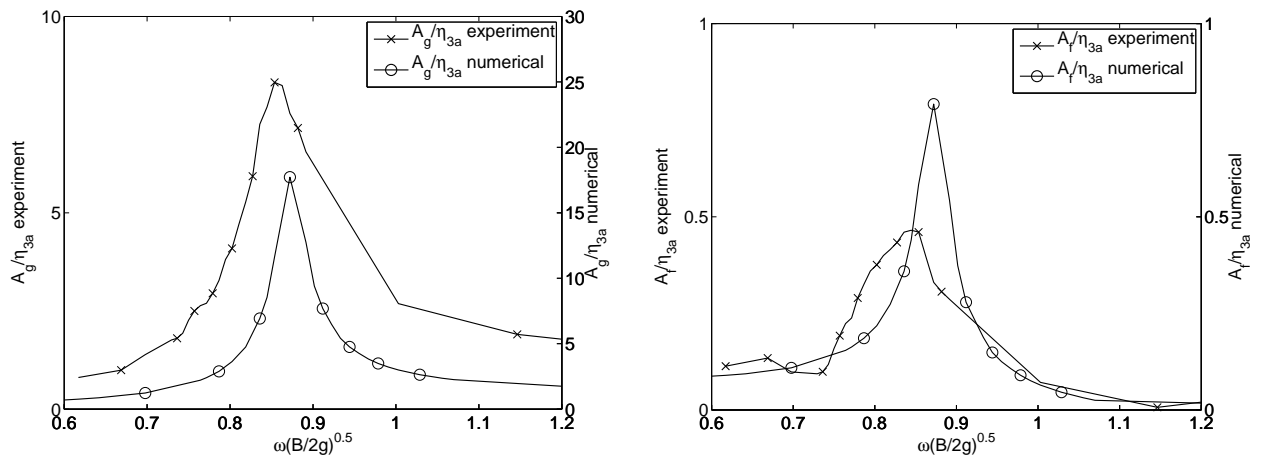 10
5
0
A_g/η_3a experiment
30
25
20
15
10
5
0
A_g/η_3a numerical
A_g/η_3a experiment
A_g/η_3a numerical
0.6 0.7 0.8 0.9 1 1.1 1.2
ω(B/2g)^0.5
1
0.5
0
A_f/η_3a experiment
1
0.5
0
A_f/η_3a numerical
A_f/η_3a experiment
A_f/η_3a numerical
0.6 0.7 0.8 0.9 1 1.1 1.2
ω(B/2g)^0.5